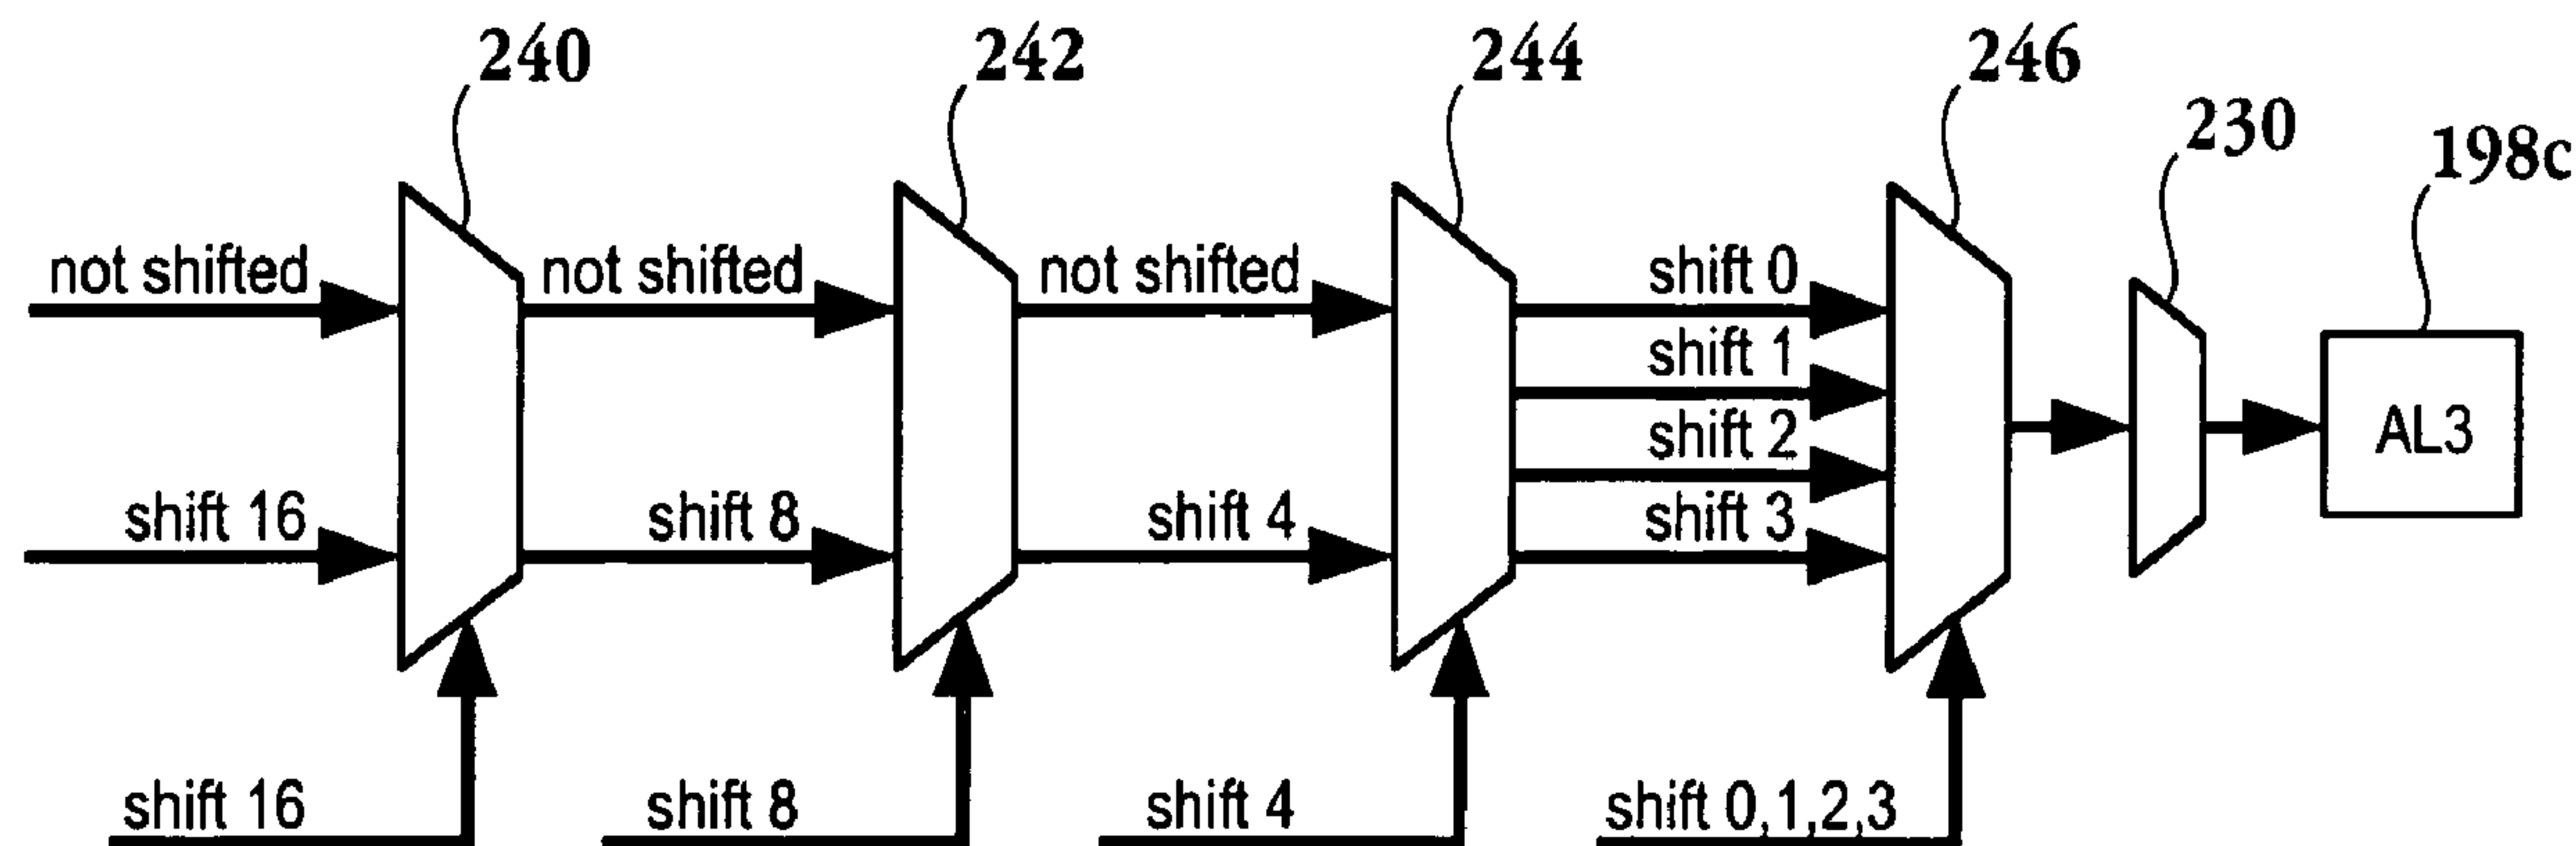 240
242
244
246
230
198c
not shifted
not shifted
not shifted
shift 0
shift 1
shift 2
AL3
shift 16
shift 8
shift 4
shift 3
shift 16
shift 8
shift 4
shift 0,1,2,3